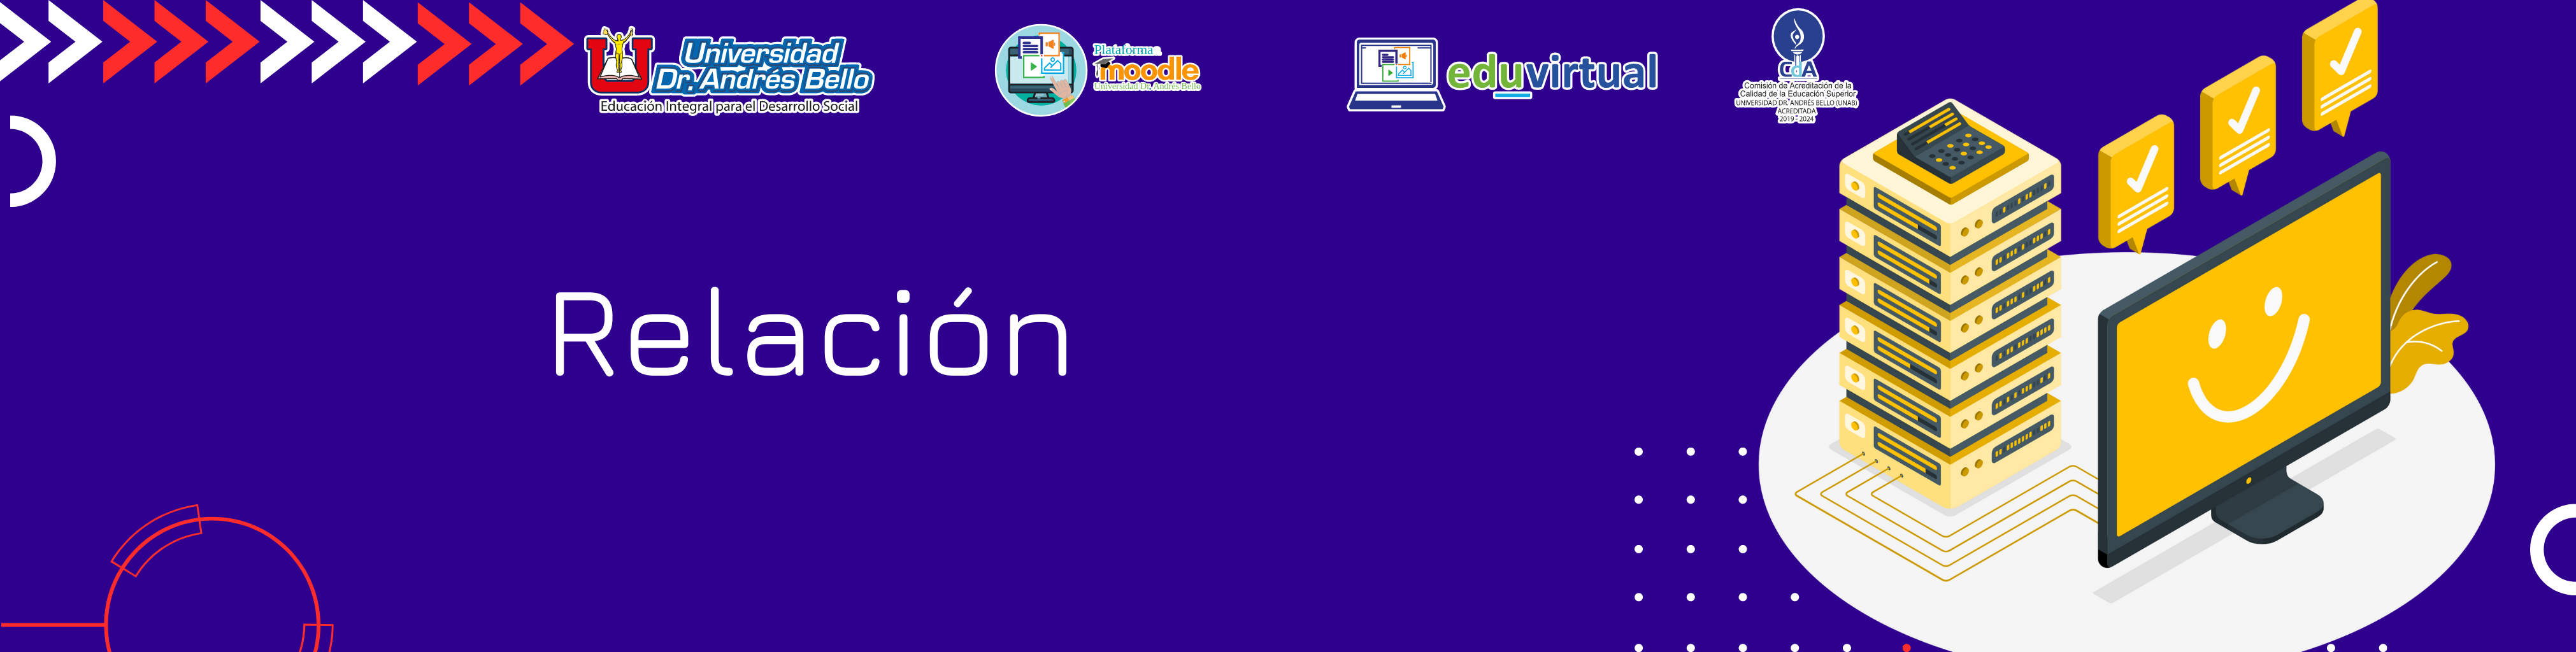 Universidad
Dr. Andrés Bello
Educación Integral para el Desarrollo Social
Plataforma
moodle
Universidad Dr. Andrés Bello
eduvirtual
CdA
Comisión de Acreditación de la
Calidad de la Educación Superior
UNIVERSIDAD DR. ANDRÉS BELLO (UNAB)
ACREDITADA
2019 - 2024
Relación